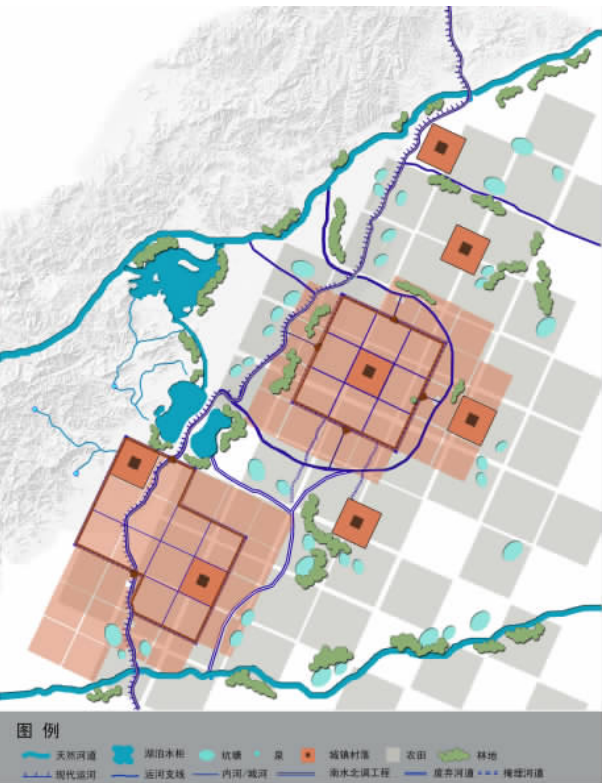 图 例
天然河道 湖泊水柜 坑塘 泉 城镇村落 农田 林地
现代运河 运河支线 内河/城河 南水北调工程 废弃河道 掩埋河道